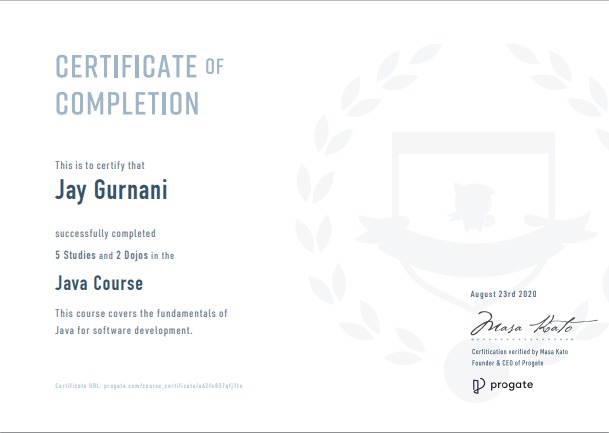 CERTIFICATE OF
COMPLETION
This is to certify that
Jay Gurnani
successfully completed
5 Studies and 2 Dojos in the
Java Course
This course covers the fundamentals of
Java for software development.
August 23rd 2020
Masa Kato
Certification verified by Masa Kato
Founder & CEO of Progate
progate
Certificate URL: progate.com/course_certificate/